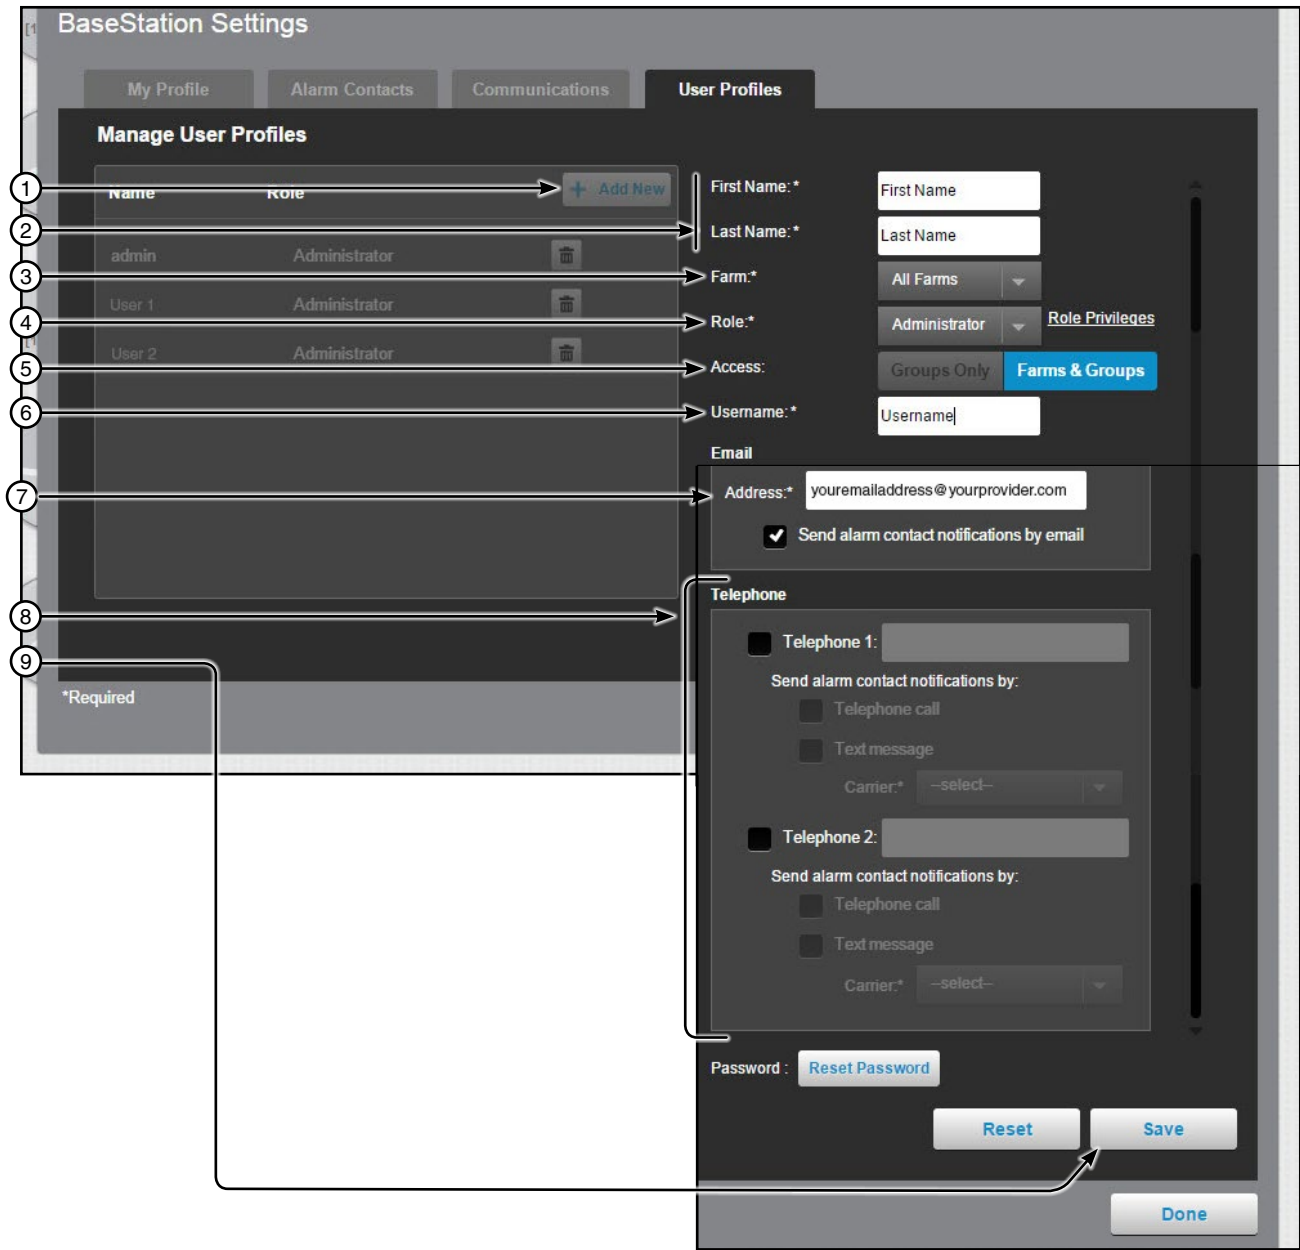 BaseStation Settings
[1
My Profile
Alarm Contacts
Communications
User Profiles
Manage User Profiles
Name Role + Add New
admin Administrator
User 1 Administrator
User 2 Administrator
[1
1
2
3
4
5
6
7
8
9
First Name:* First Name
Last Name:* Last Name
Farm:* All Farms
Role:* Administrator Role Privileges
Access: Groups Only Farms & Groups
Username:* Username
Email
Address:* youremailaddress@yourprovider.com
Send alarm contact notifications by email
Telephone
Telephone 1:
Send alarm contact notifications by:
Telephone call
Text message
Carrier:* --select--
Telephone 2:
Send alarm contact notifications by:
Telephone call
Text message
Carrier:* --select--
*Required
Password : Reset Password
Reset Save
Done